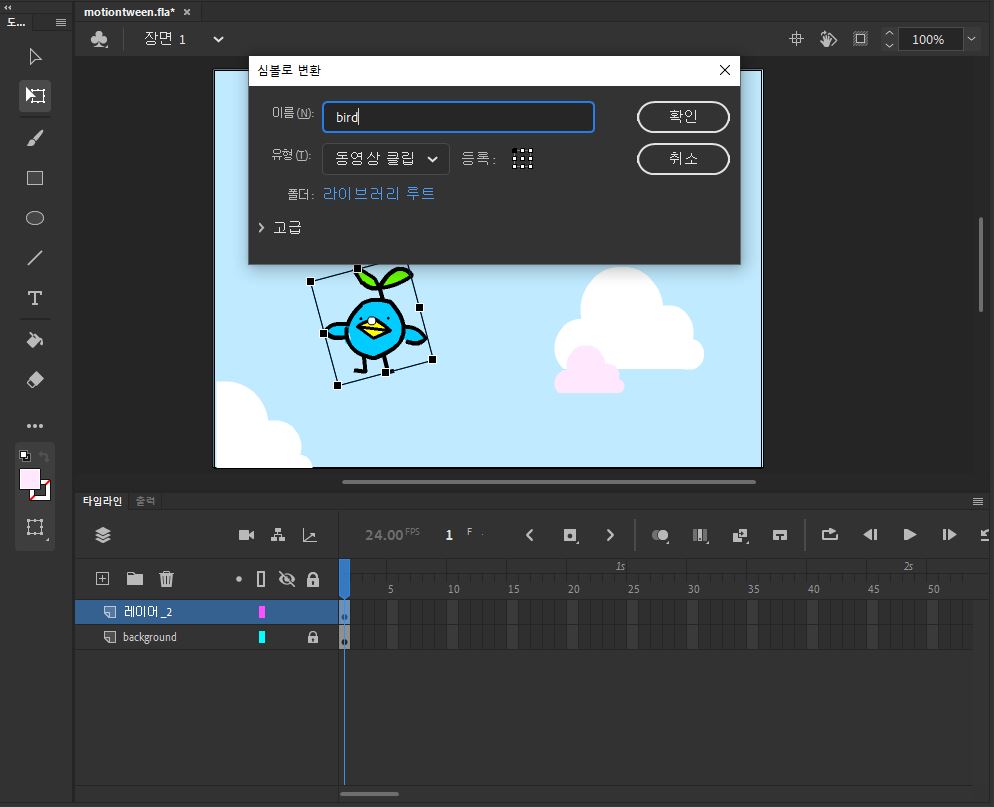 도...
motiontween.fla* ×
장면 1
100%
심볼로 변환
이름(N): bird
확인
유형(T): 동영상 클립
등록:
취소
폴더: 라이브러리 루트
고급
타임라인 출력
24.00 FPS 1 F
1s 2s
5 10 15 20 25 30 35 40 45 50
레이어_2
background